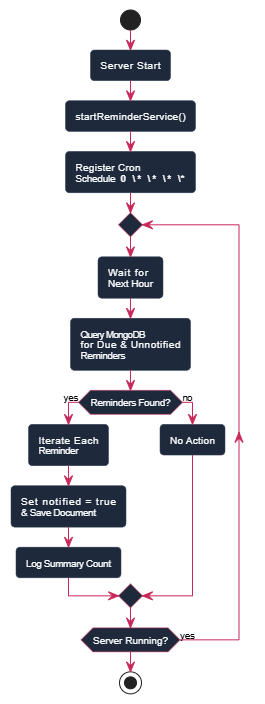 Server Start
startReminderService()
Register Cron
Schedule 0 \* \* \* \*
Wait for
Next Hour
Query MongoDB
for Due & Unnotified
Reminders
Reminders Found?
yes
no
Iterate Each
Reminder
No Action
Set notified = true
& Save Document
Log Summary Count
Server Running?
yes